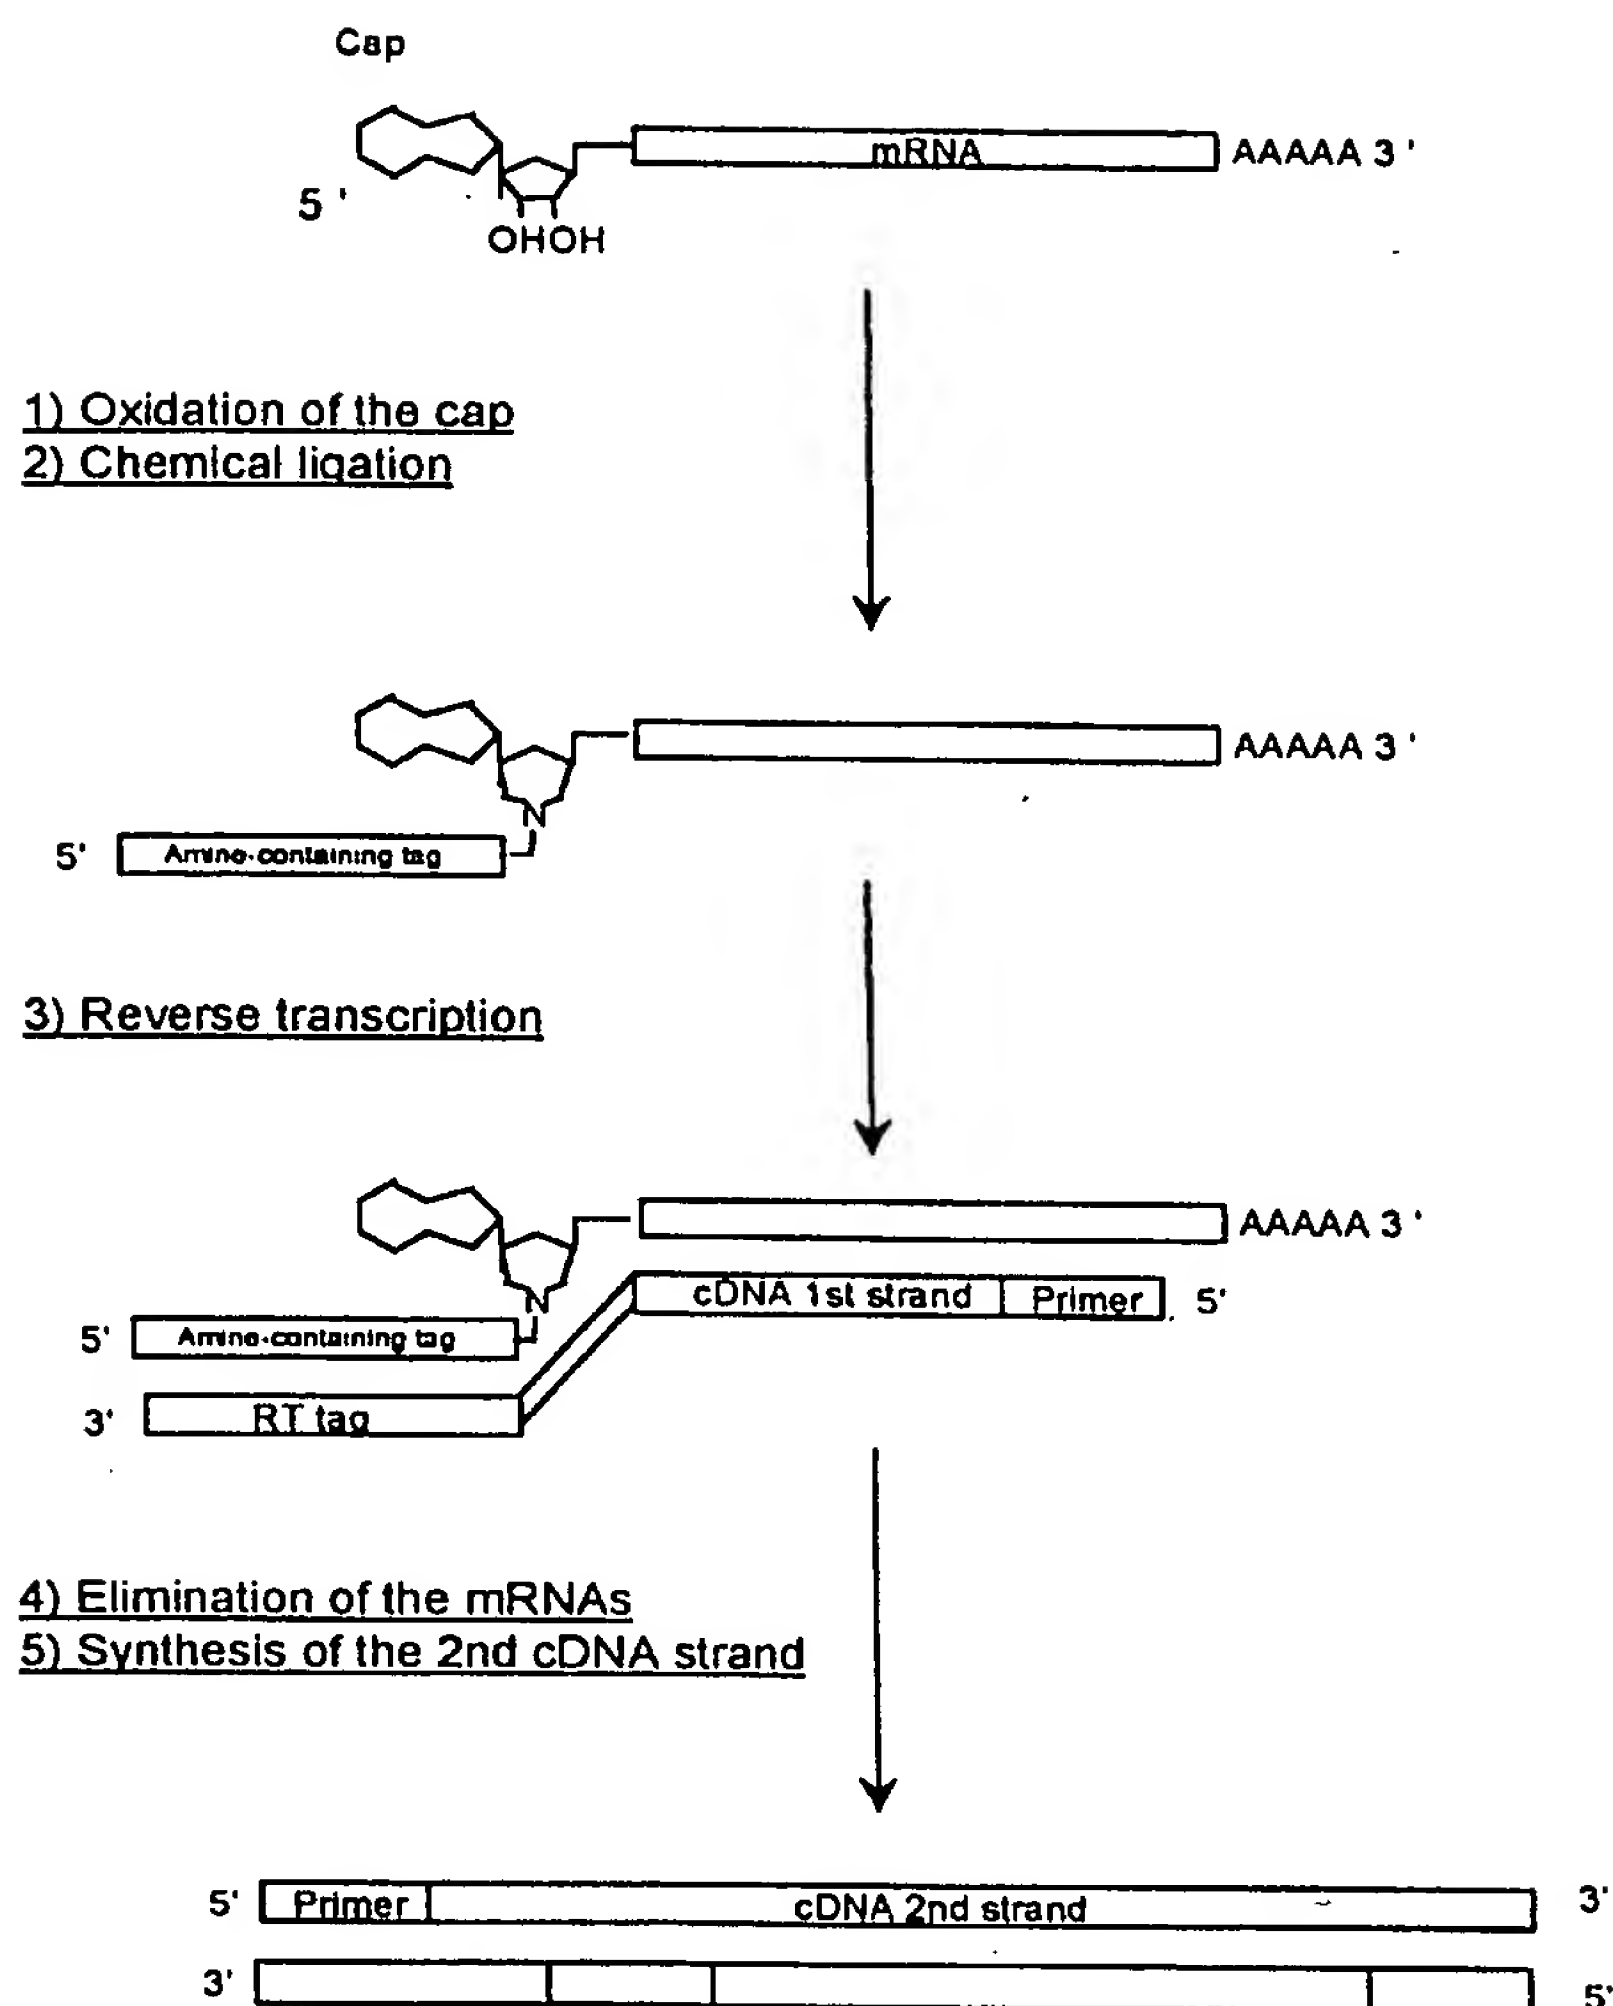 Cap
mRNA AAAAA 3 '
5 '
OHOH
1) Oxidation of the cap
2) Chemical ligation
AAAAA 3 '
N
5' Amino-containing tag
3) Reverse transcription
AAAAA 3 '
cDNA 1st strand Primer 5'
N
5' Amino-containing tag
3' RT tag
4) Elimination of the mRNAs
5) Synthesis of the 2nd cDNA strand
5' Primer cDNA 2nd strand 3'
3' 5'